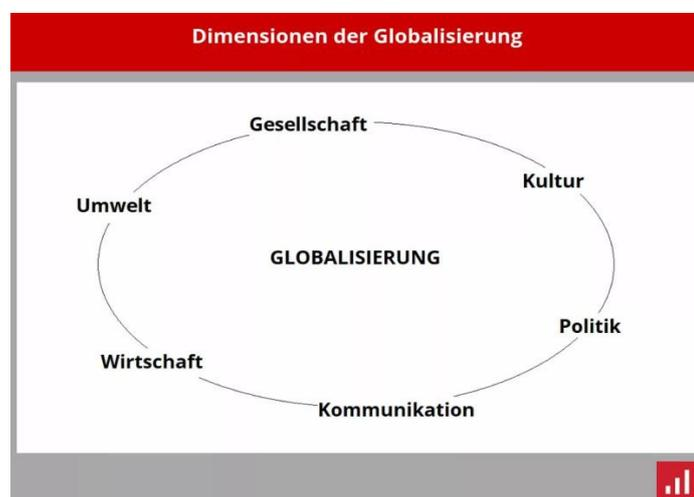 Dimensionen der Globalisierung
Gesellschaft
Kultur
Umwelt
GLOBALISIERUNG
Politik
Wirtschaft
Kommunikation